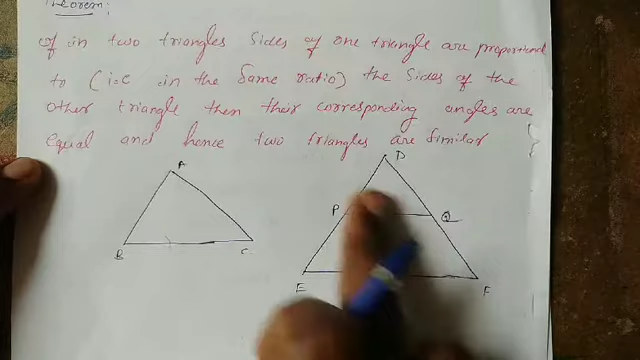 Theorem:
If in two triangles sides of one triangle are proportional
to (i.e in the same ratio) the sides of the
other triangle then their corresponding angles are
equal and hence two triangles are similar
A
D
P
Q
B
C
E
F